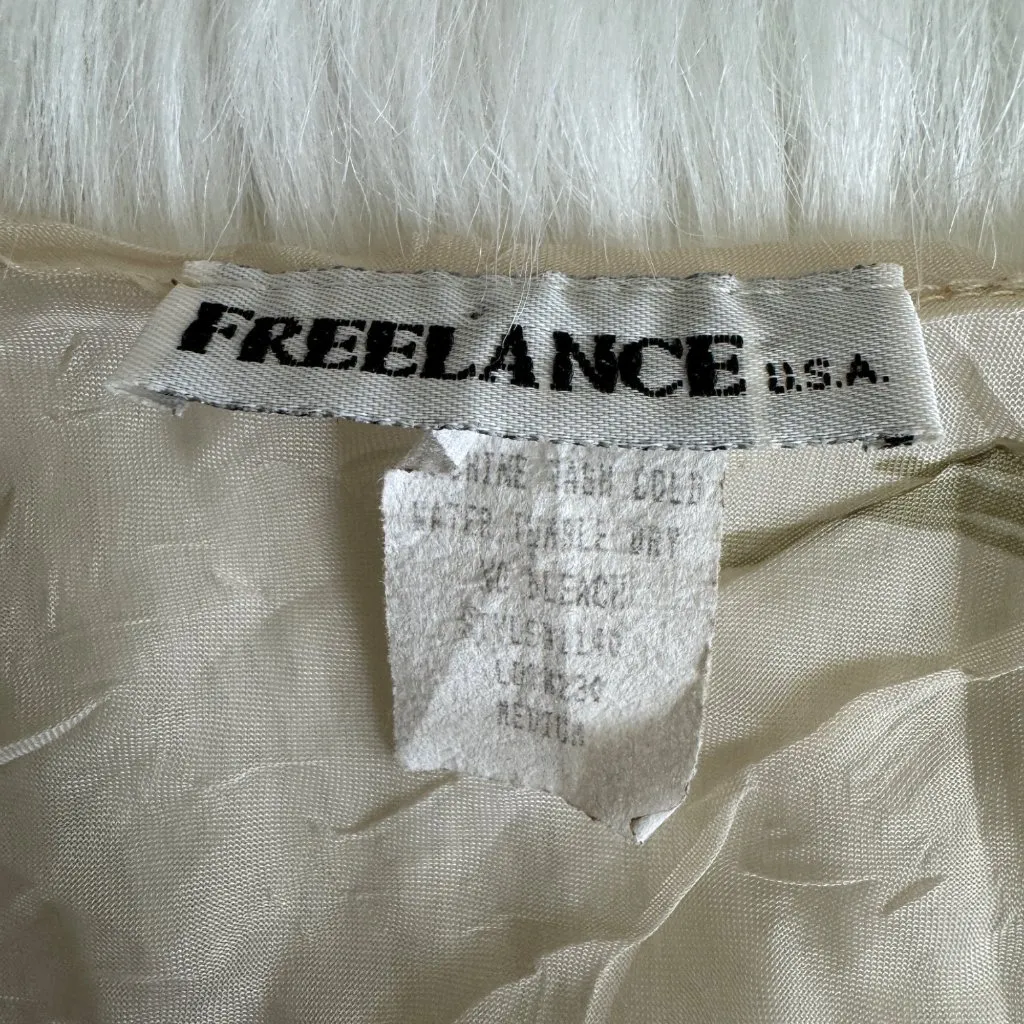 FREELANCE U.S.A.
WASH COLD
WATER TUMBLE DRY
NO BLEACH
MEDIUM